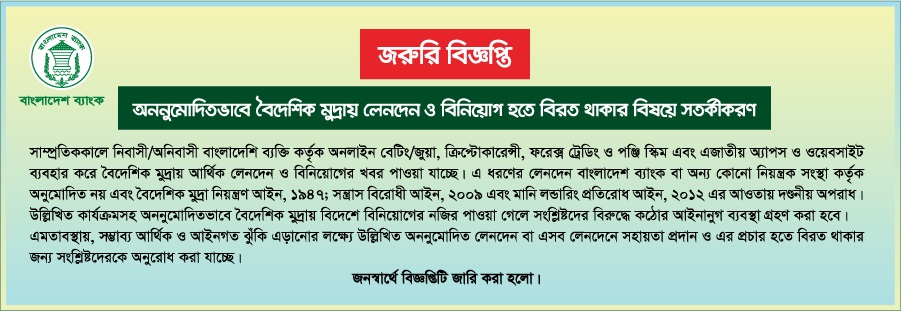 বাংলাদেশ ব্যাংক
বাংলাদেশ ব্যাংক
জরুরি বিজ্ঞপ্তি
অননুমোদিতভাবে বৈদেশিক মুদ্রায় লেনদেন ও বিনিয়োগ হতে বিরত থাকার বিষয়ে সতর্কীকরণ
সাম্প্রতিককালে নিবাসী/অনিবাসী বাংলাদেশি ব্যক্তি কর্তৃক অনলাইন বেটিং/জুয়া, ক্রিপ্টোকারেন্সী, ফরেক্স ট্রেডিং ও পঞ্জি স্কিম এবং এজাতীয় অ্যাপস ও ওয়েবসাইট
ব্যবহার করে বৈদেশিক মুদ্রায় আর্থিক লেনদেন ও বিনিয়োগের খবর পাওয়া যাচ্ছে। এ ধরণের লেনদেন বাংলাদেশ ব্যাংক বা অন্য কোনো নিয়ন্ত্রক সংস্থা কর্তৃক
অনুমোদিত নয় এবং বৈদেশিক মুদ্রা নিয়ন্ত্রণ আইন, ১৯৪৭; সন্ত্রাস বিরোধী আইন, ২০০৯ এবং মানি লন্ডারিং প্রতিরোধ আইন, ২০১২ এর আওতায় দণ্ডনীয় অপরাধ।
উল্লিখিত কার্যক্রমসহ অননুমোদিতভাবে বৈদেশিক মুদ্রায় বিদেশে বিনিয়োগের নজির পাওয়া গেলে সংশ্লিষ্টদের বিরুদ্ধে কঠোর আইনানুগ ব্যবস্থা গ্রহণ করা হবে।
এমতাবস্থায়, সম্ভাব্য আর্থিক ও আইনগত ঝুঁকি এড়ানোর লক্ষ্যে উল্লিখিত অননুমোদিত লেনদেন বা এসব লেনদেনে সহায়তা প্রদান ও এর প্রচার হতে বিরত থাকার
জন্য সংশ্লিষ্টদেরকে অনুরোধ করা যাচ্ছে।
জনস্বার্থে বিজ্ঞপ্তিটি জারি করা হলো।